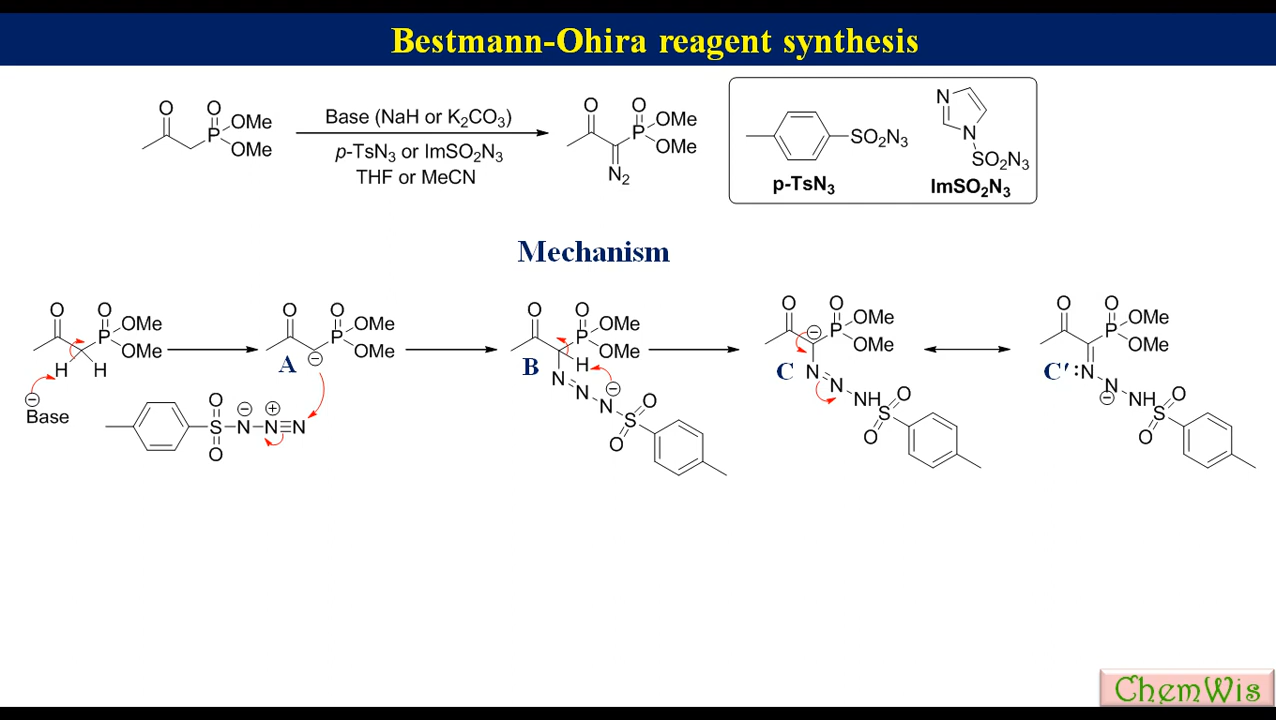 Bestmann-Ohira reagent synthesis
O O P OMe OMe
Base (NaH or K₂CO₃)
p-TsN₃ or ImSO₂N₃
THF or MeCN
O O P OMe OMe N₂
SO₂N₃
p-TsN₃
N N SO₂N₃
ImSO₂N₃
Mechanism
O O P OMe OMe H H
⊖ Base
O S O N ⊖ N ⊕ N
O O P OMe OMe ⊖
A
O O P OMe OMe H
B
N N N ⊖ S O O
O O P OMe OMe ⊖
C
N N NH S O O
O O P OMe OMe
C′
:N N ⊖ NH S O O
ChemWis